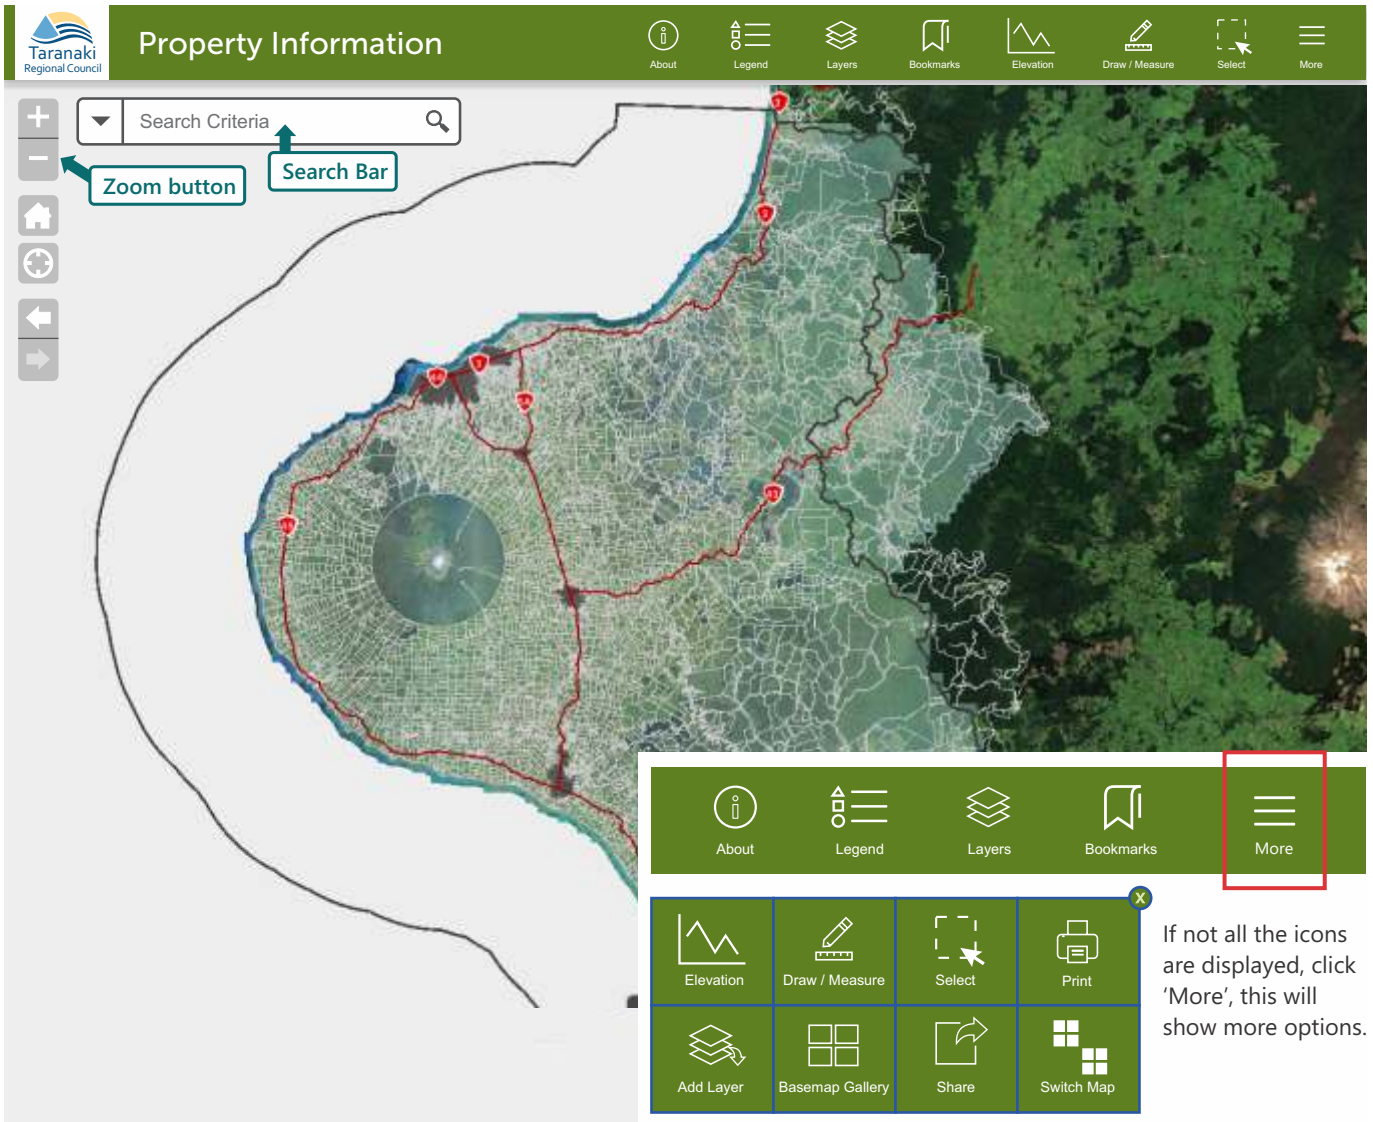 Taranaki
Regional Council
Property Information
About
Legend
Layers
Bookmarks
Elevation
Draw / Measure
Select
More
Search Criteria
Search Bar
Zoom button
About
Legend
Layers
Bookmarks
More
X
Elevation
Draw / Measure
Select
Print
Add Layer
Basemap Gallery
Share
Switch Map
If not all the icons
are displayed, click
‘More’, this will
show more options.